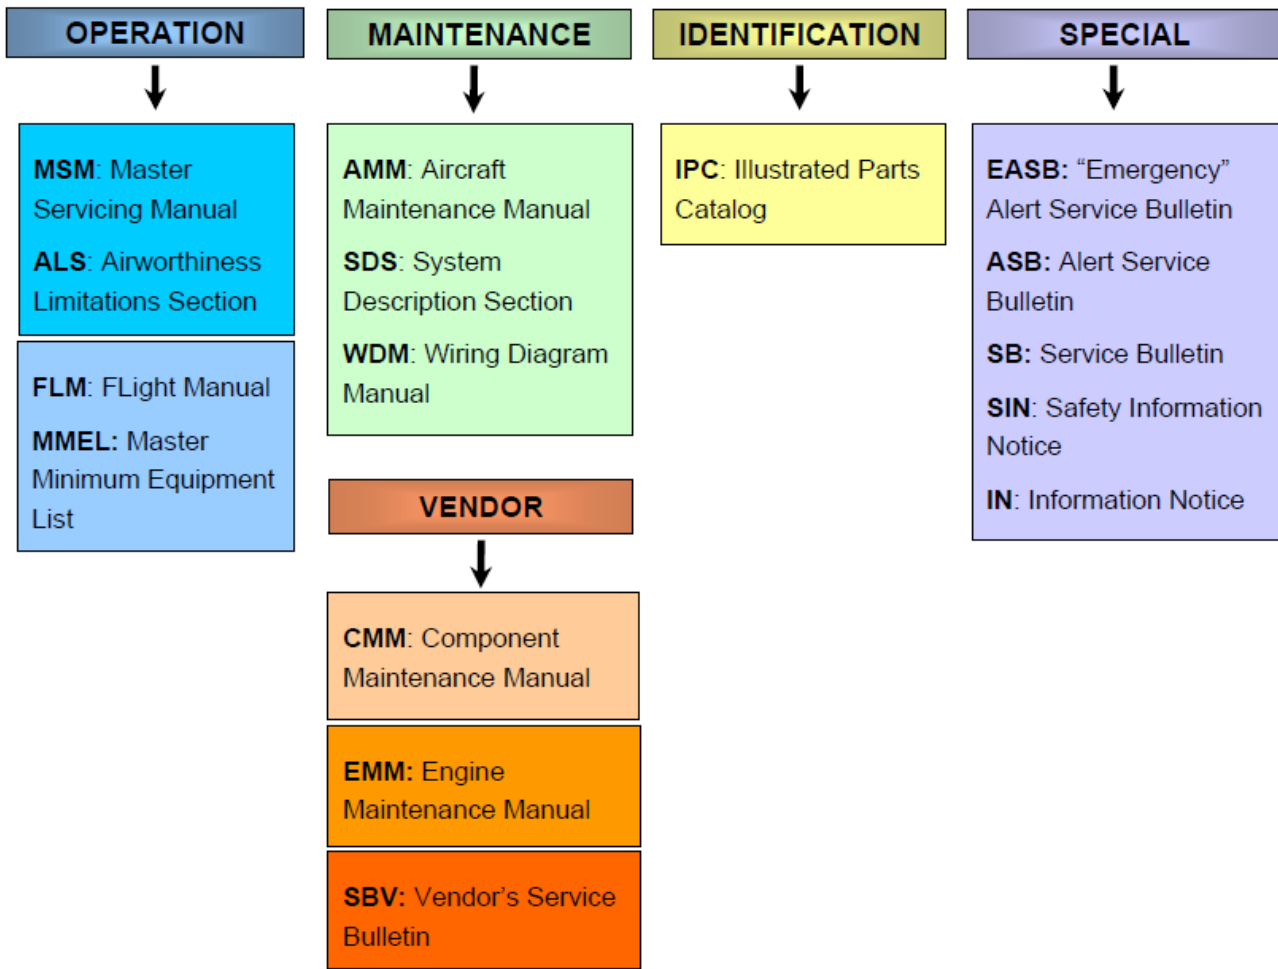 OPERATION
MSM: Master
Servicing Manual
ALS: Airworthiness
Limitations Section
FLM: FLight Manual
MMEL: Master
Minimum Equipment
List
MAINTENANCE
AMM: Aircraft
Maintenance Manual
SDS: System
Description Section
WDM: Wiring Diagram
Manual
VENDOR
CMM: Component
Maintenance Manual
EMM: Engine
Maintenance Manual
SBV: Vendor’s Service
Bulletin
IDENTIFICATION
IPC: Illustrated Parts
Catalog
SPECIAL
EASB: “Emergency”
Alert Service Bulletin
ASB: Alert Service
Bulletin
SB: Service Bulletin
SIN: Safety Information
Notice
IN: Information Notice